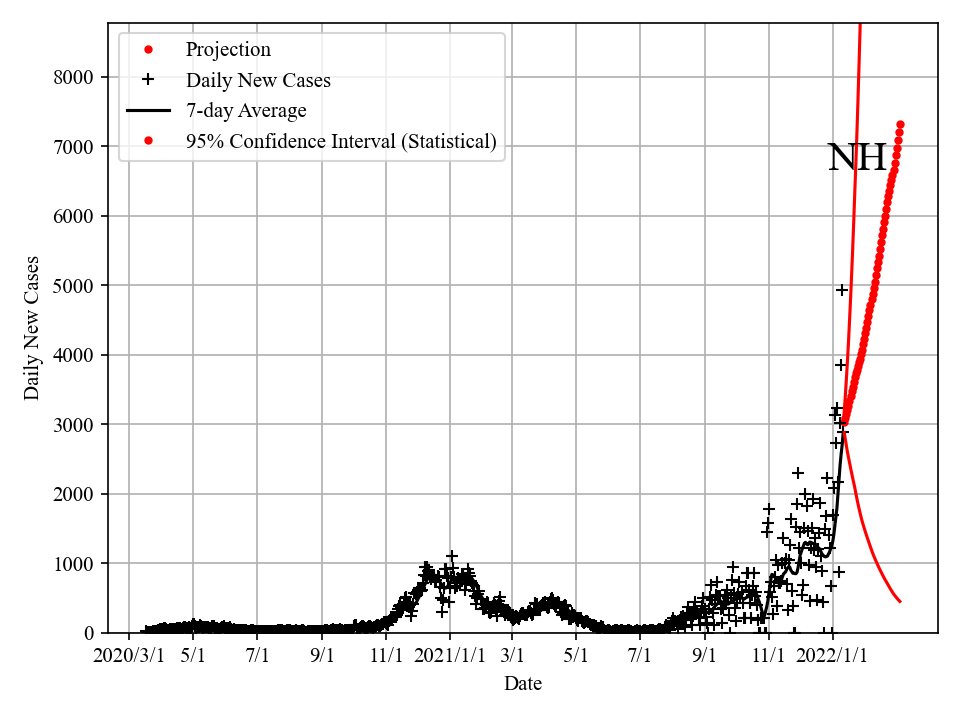 Projection
Daily New Cases
7-day Average
95% Confidence Interval (Statistical)
NH
8000
7000
6000
5000
4000
3000
2000
1000
0
Daily New Cases
2020/3/1 5/1 7/1 9/1 11/1 2021/1/1 3/1 5/1 7/1 9/1 11/1 2022/1/1
Date